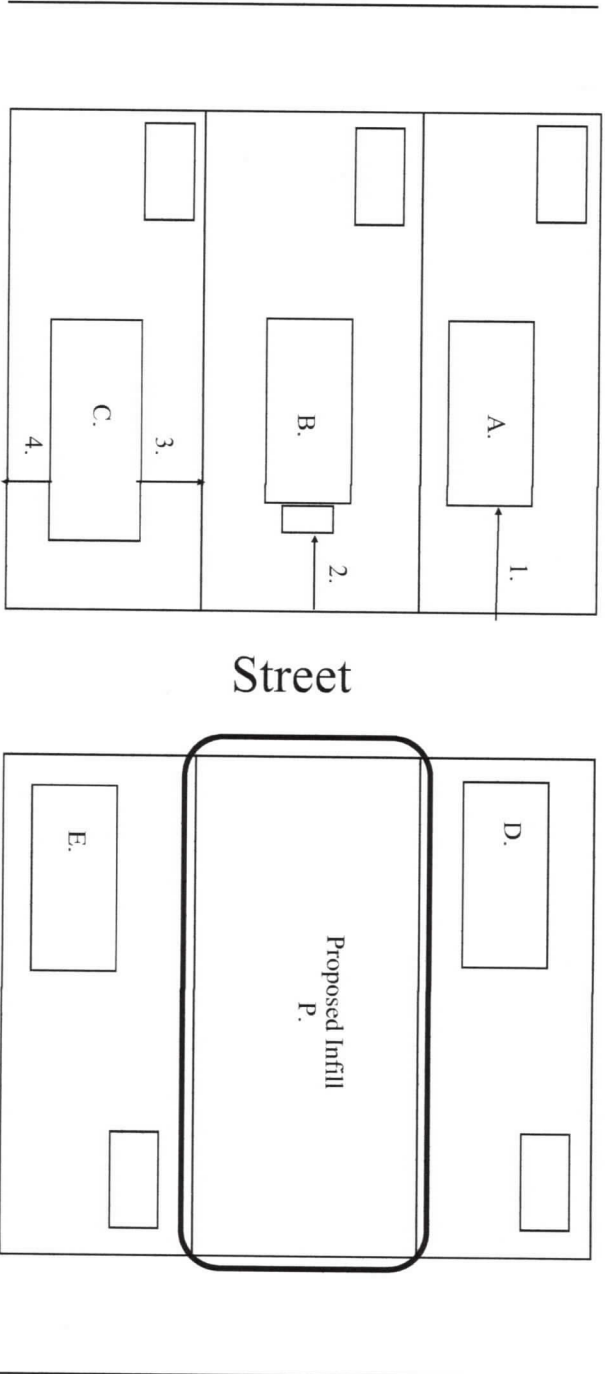 A.
1.
B.
2.
C.
3.
4.
Street
D.
Proposed Infill
P.
E.